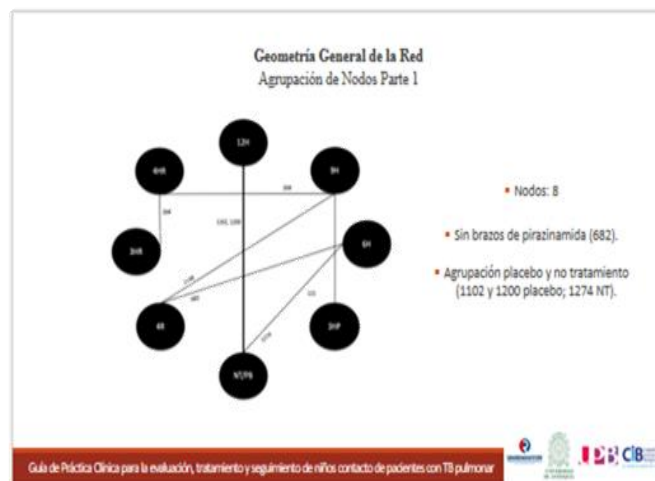 Geometría General de la Red
Agrupación de Nodos Parte 1
12H
4HR
9H
3HR
6H
4R
3HP
NT/PB
▪ Nodos: 8
▪ Sin brazos de pirazinamida (682).
▪ Agrupación placebo y no tratamiento
(1102 y 1200 placebo; 1274 NT).
Guía de Práctica Clínica para la evaluación, tratamiento y seguimiento de niños contacto de pacientes con TB pulmonar
UPB
CIB